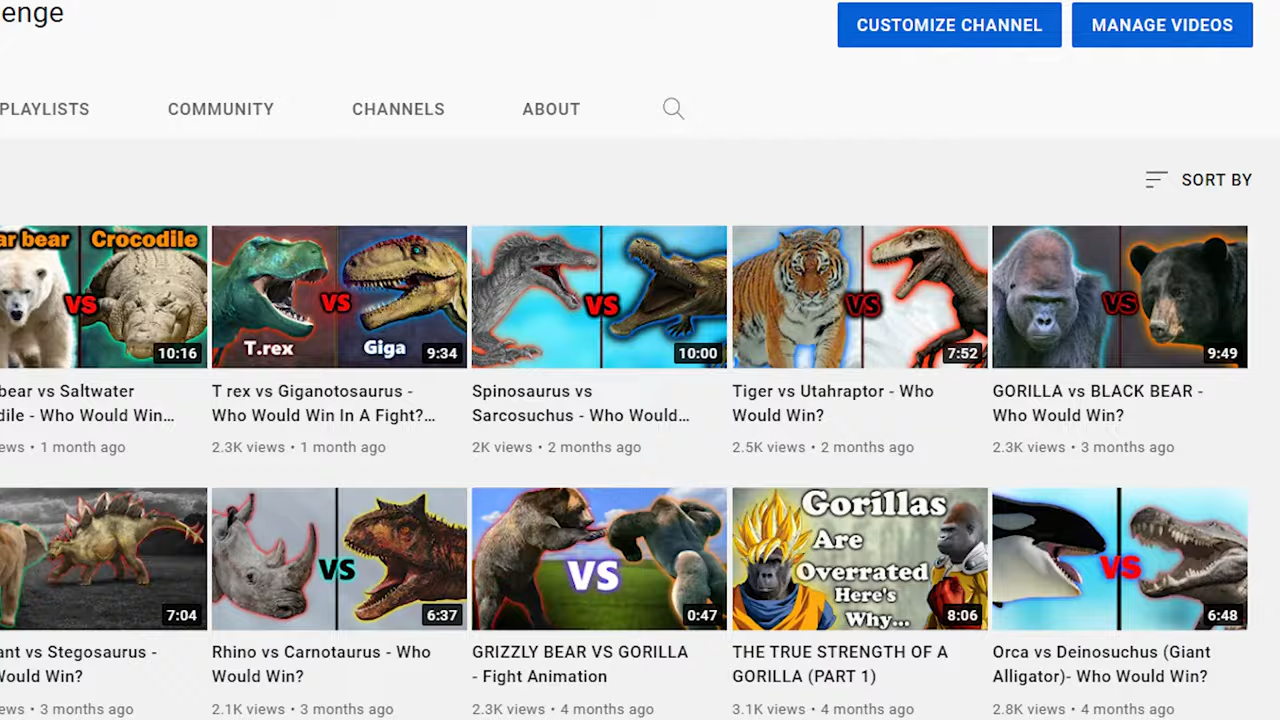 enge
CUSTOMIZE CHANNEL
MANAGE VIDEOS
PLAYLISTS
COMMUNITY
CHANNELS
ABOUT
SORT BY
ar bear
Crocodile
VS
10:16
VS
T.rex
Giga
9:34
VS
10:00
VS
7:52
VS
9:49
bear vs Saltwater
dile - Who Would Win...
ews • 1 month ago
T rex vs Giganotosaurus -
Who Would Win In A Fight?...
2.3K views • 1 month ago
Spinosaurus vs
Sarcosuchus - Who Would...
2K views • 2 months ago
Tiger vs Utahraptor - Who
Would Win?
2.5K views • 2 months ago
GORILLA vs BLACK BEAR -
Who Would Win?
2.3K views • 3 months ago
7:04
VS
6:37
VS
0:47
Gorillas
Are
Overrated
Here's
Why...
8:06
VS
6:48
ant vs Stegosaurus -
Would Win?
ews • 3 months ago
Rhino vs Carnotaurus - Who
Would Win?
2.1K views • 3 months ago
GRIZZLY BEAR VS GORILLA
- Fight Animation
2.3K views • 4 months ago
THE TRUE STRENGTH OF A
GORILLA (PART 1)
3.1K views • 4 months ago
Orca vs Deinosuchus (Giant
Alligator)- Who Would Win?
2.8K views • 4 months ago